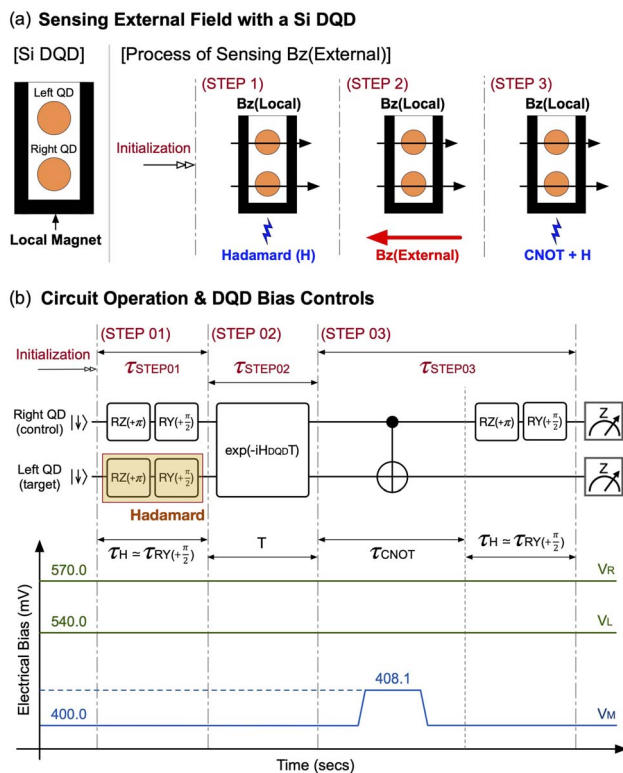 (a) Sensing External Field with a Si DQD
[Si DQD]
[Process of Sensing Bz(External)]
Left QD
Right QD
Local Magnet
Initialization
(STEP 1)
(STEP 2)
(STEP 3)
Bz(Local)
Bz(Local)
Bz(Local)
Hadamard (H)
Bz(External)
CNOT + H
(b) Circuit Operation & DQD Bias Controls
(STEP 01)
(STEP 02)
(STEP 03)
Initialization
τSTEP01
τSTEP02
τSTEP03
Right QD
(control)
|↓⟩
RZ(+π)
RY(+π/2)
exp(-iHDQDT)
RZ(+π)
RY(+π/2)
Z
Left QD
(target)
|↓⟩
RZ(+π)
RY(+π/2)
Z
Hadamard
τH ≃ τRY(+π/2)
T
τCNOT
τH ≃ τRY(+π/2)
Electrical Bias (mV)
570.0
VR
540.0
VL
408.1
400.0
VM
Time (secs)